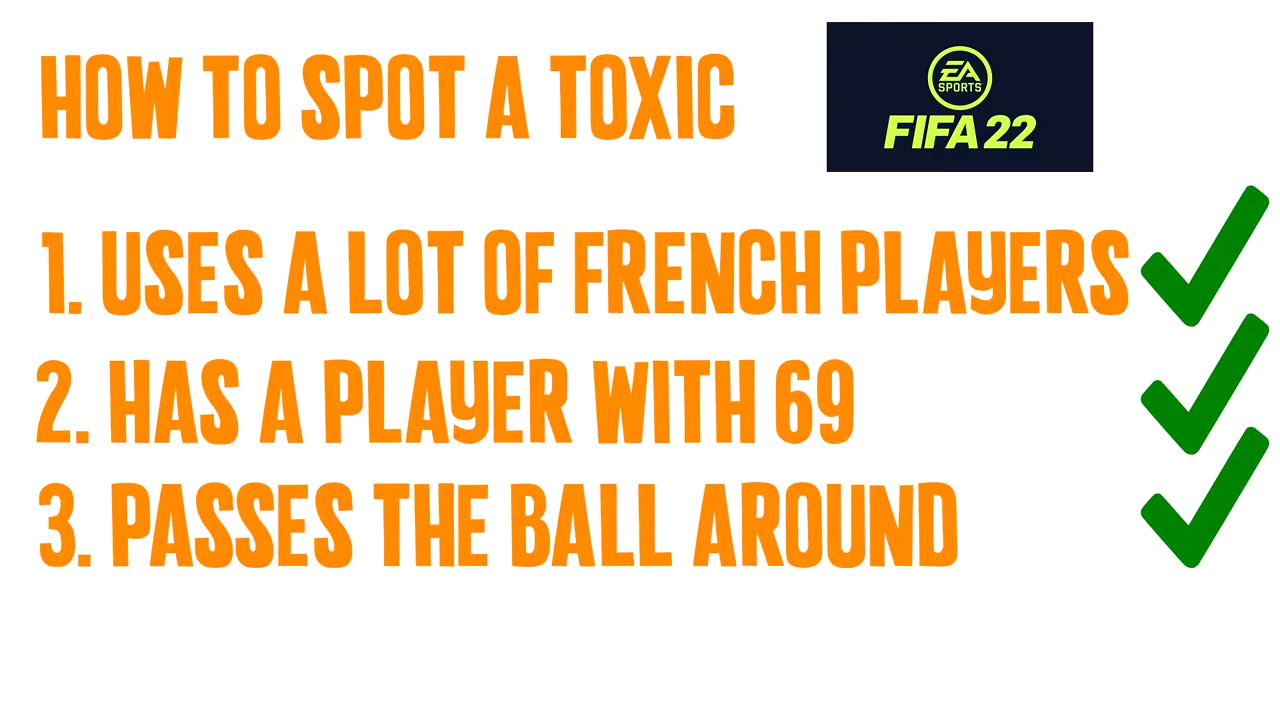 HOW TO SPOT A TOXIC
EA
SPORTS
FIFA 22
1. USES A LOT OF FRENCH PLAYERS
2. HAS A PLAYER WITH 69
3. PASSES THE BALL AROUND